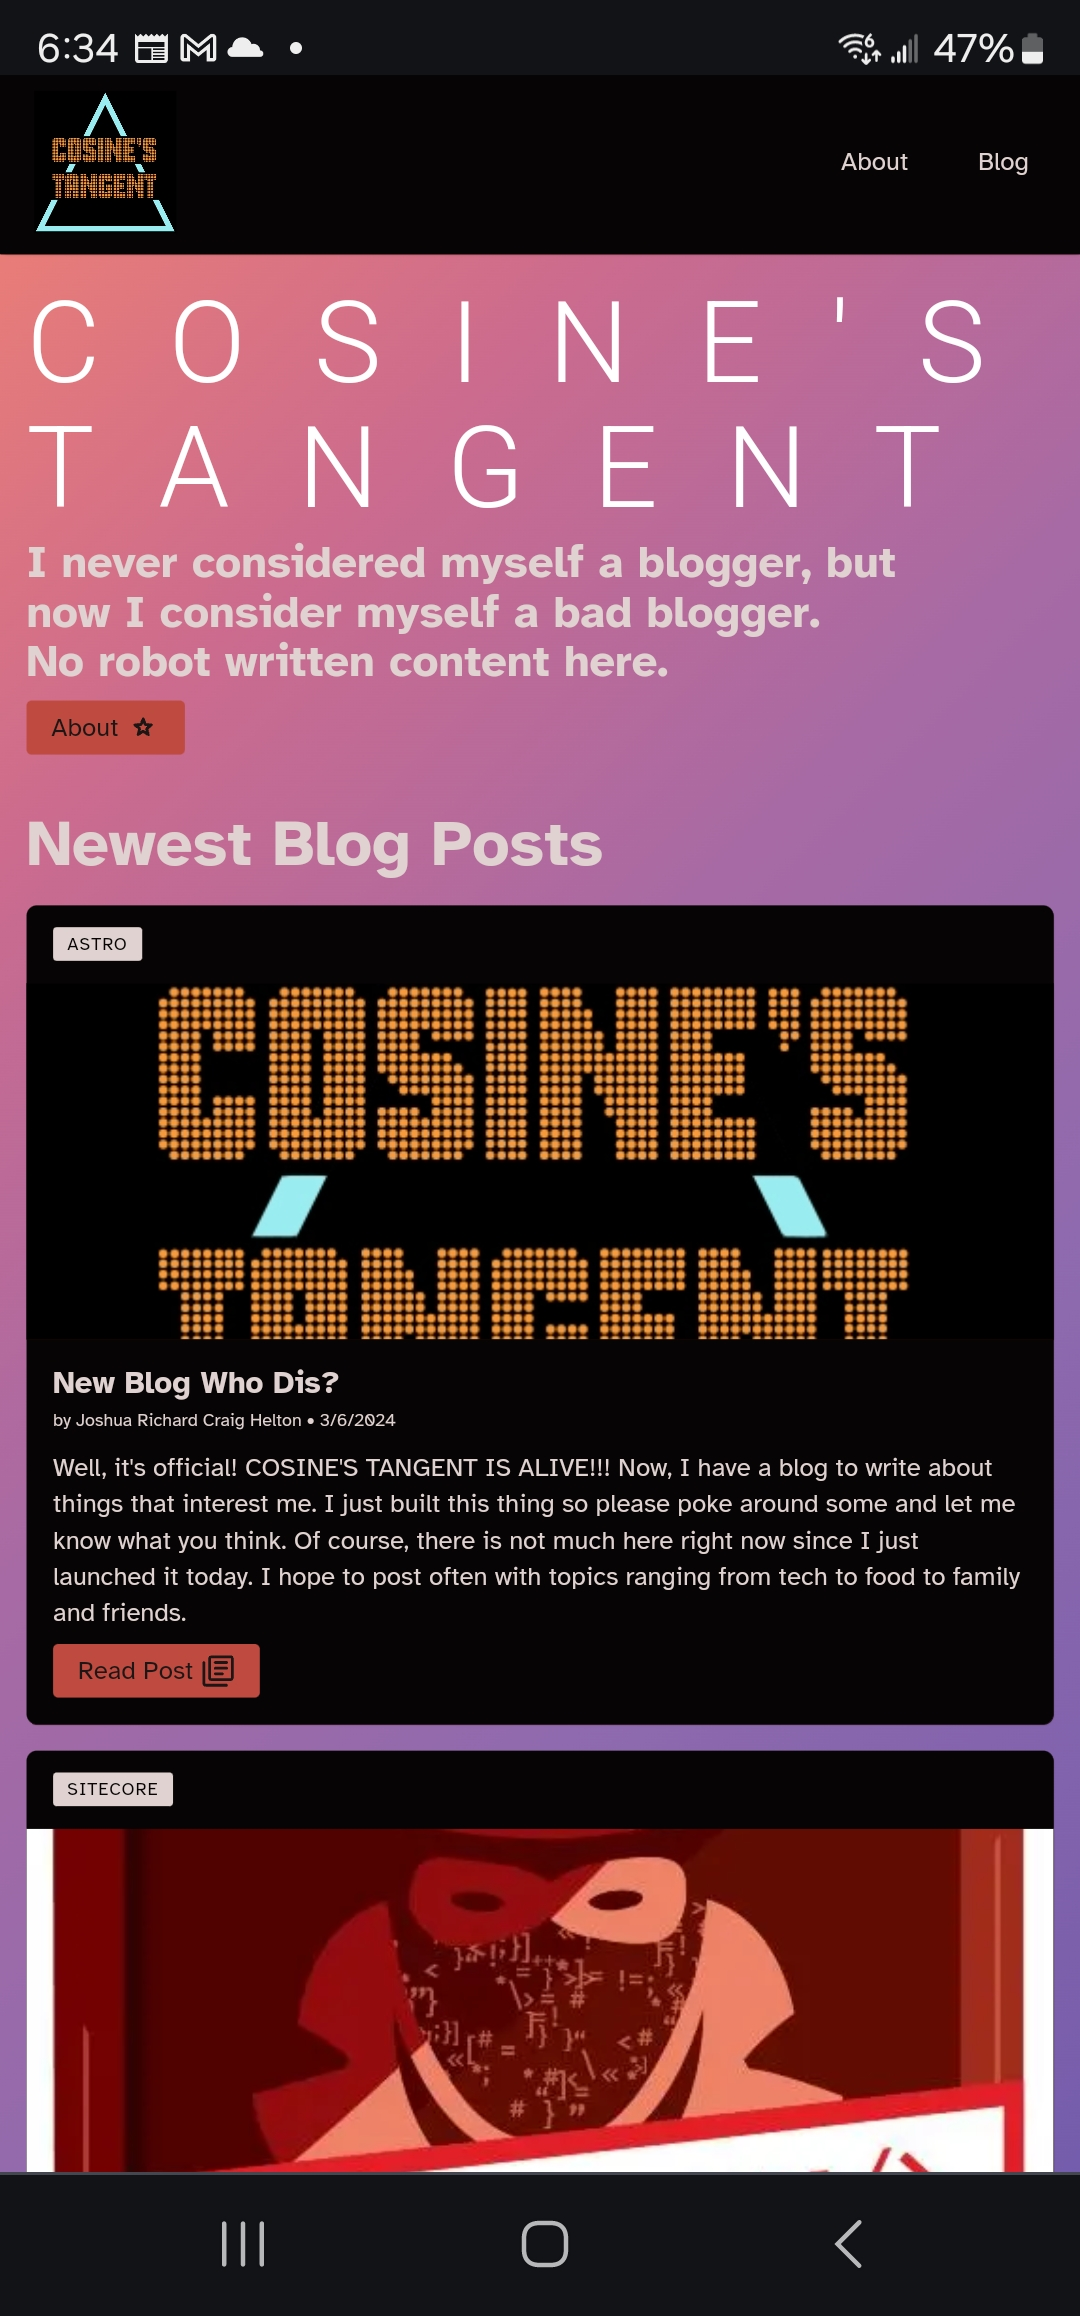 6:34
47%
COSINE'S
TANGENT
About
Blog
COSINE'S
TANGENT
I never considered myself a blogger, but
now I consider myself a bad blogger.
No robot written content here.
About
Newest Blog Posts
ASTRO
COSINE'S
TANGENT
New Blog Who Dis?
by Joshua Richard Craig Helton • 3/6/2024
Well, it's official! COSINE'S TANGENT IS ALIVE!!! Now, I have a blog to write about
things that interest me. I just built this thing so please poke around some and let me
know what you think. Of course, there is not much here right now since I just
launched it today. I hope to post often with topics ranging from tech to food to family
and friends.
Read Post
SITECORE